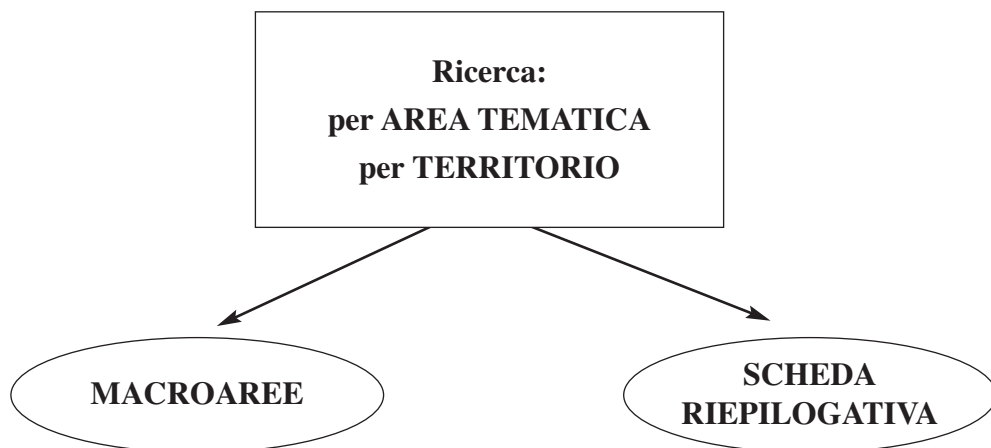 Ricerca:
per AREA TEMATICA
per TERRITORIO
MACROAREE
SCHEDA
RIEPILOGATIVA